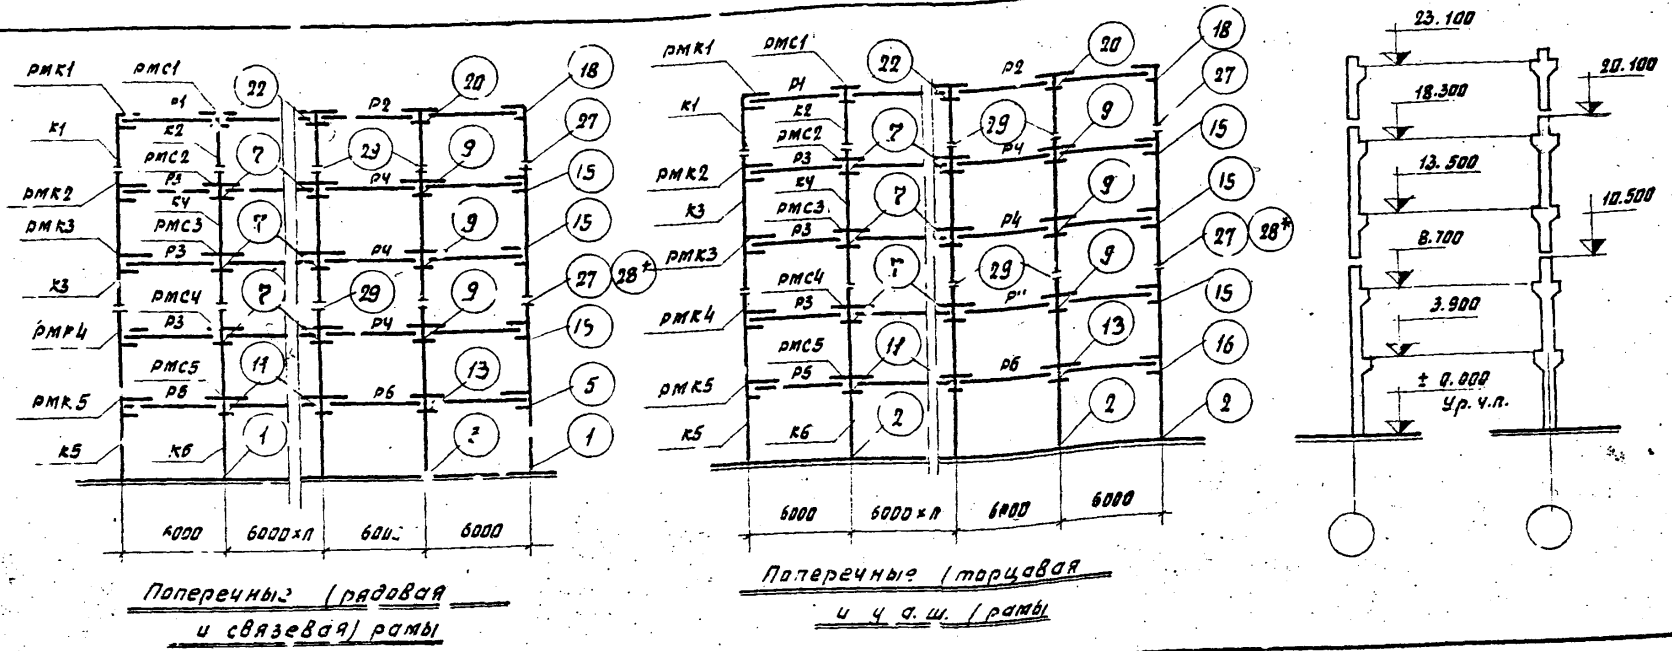 РМК1
РМС1
22
20
18
Р1
Р2
К1
К2
27
РМС2
7
29
9
Р3
Р4
15
РМК2
К4
РМК3
РМС3
7
9
15
Р3
Р4
К3
27
28*
РМС4
7
29
9
Р3
Р4
15
РМР4
РМС5
11
13
5
РМК5
Р5
Р6
К5
К6
1
1
6000
6000×п
6000
Поперечные (рядовая
и связевая) рамы
РМК1
РМС1
22
Р2
20
18
Р1
27
К1
К2
РМС2
7
29
9
15
Р3
Р4
РМК2
К4
9
15
К3
РМС3
7
Р3
Р4
27
28*
РМК3
РМС4
7
29
9
15
Р3
РМК4
РМС5
11
13
16
РМК5
Р5
Р6
2
2
2
К5
К6
6000
6000×п
6000
6000
Поперечные (торцавая
и у а.ш.) рамы
23.100
20.100
18.300
13.500
10.500
8.700
3.900
± 0.000
Ур.ч.п.